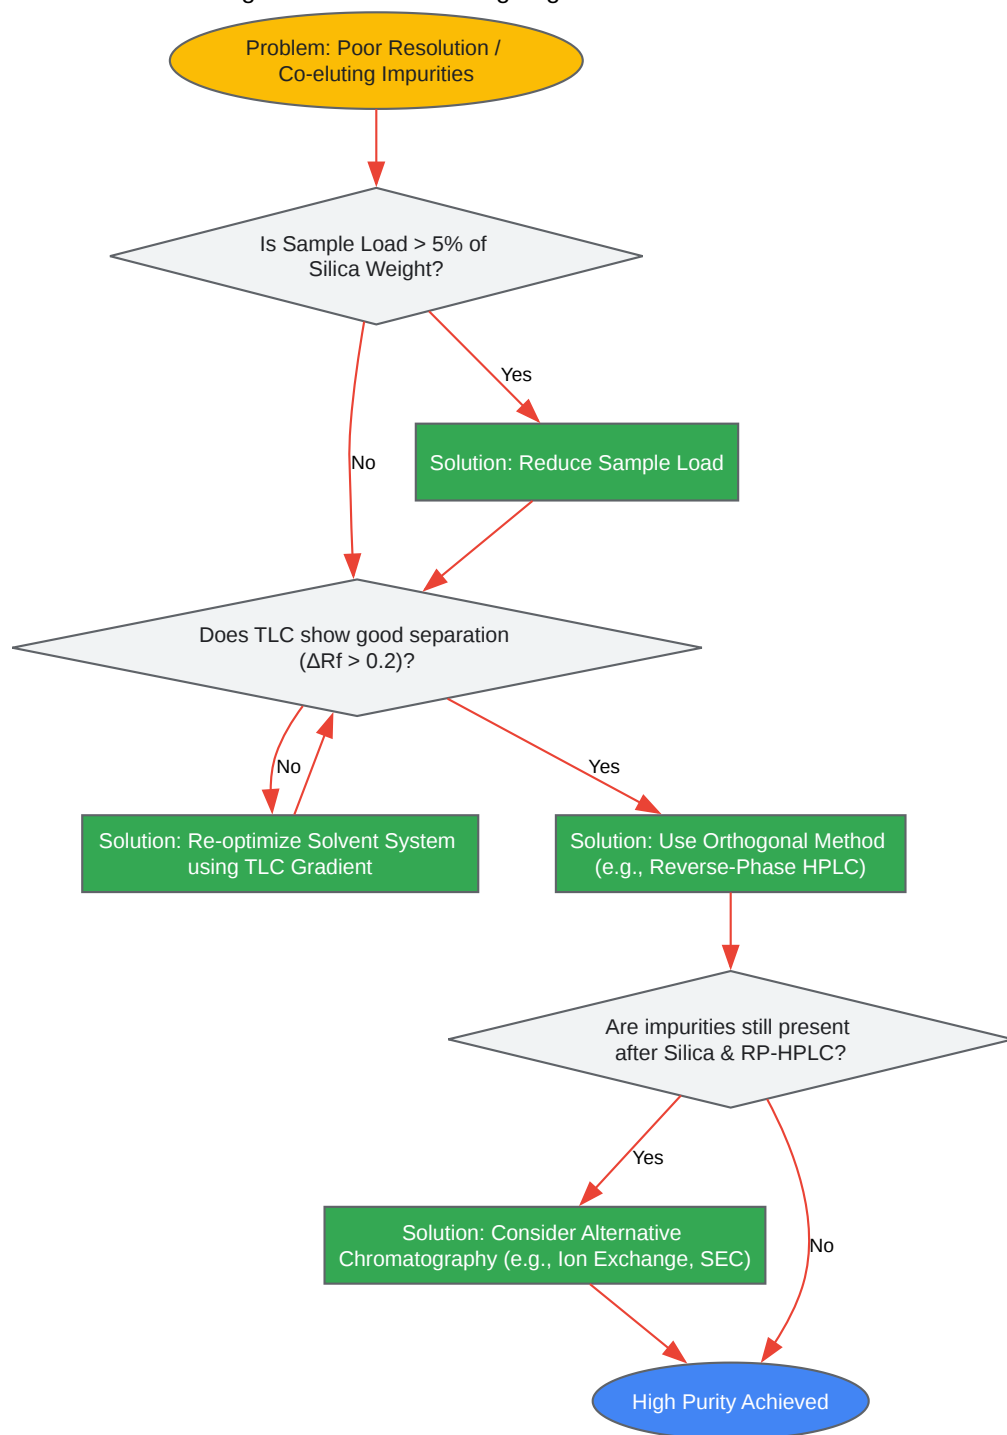 Problem: Poor Resolution /
Co-eluting Impurities
Is Sample Load > 5% of
Silica Weight?
Yes
No
Solution: Reduce Sample Load
Does TLC show good separation
(ΔRf > 0.2)?
No
Yes
Solution: Re-optimize Solvent System
using TLC Gradient
Solution: Use Orthogonal Method
(e.g., Reverse-Phase HPLC)
Are impurities still present
after Silica & RP-HPLC?
Yes
No
Solution: Consider Alternative
Chromatography (e.g., Ion Exchange, SEC)
High Purity Achieved